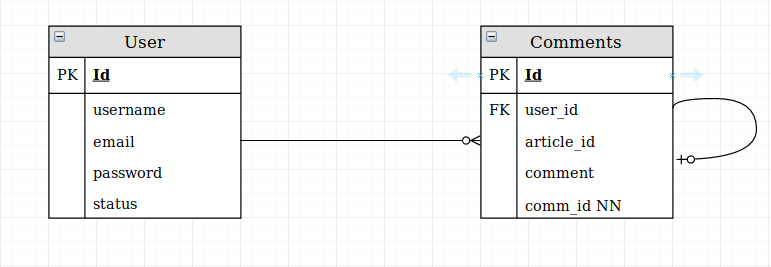 User
PK Id
username
email
password
status
Comments
PK Id
FK user_id
article_id
comment
comm_id NN